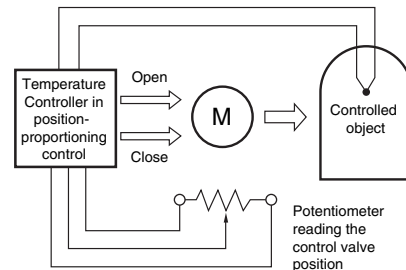 Temperature
Controller in
position-
proportioning
control
Open
Close
M
Controlled
object
Potentiometer
reading the
control valve
position